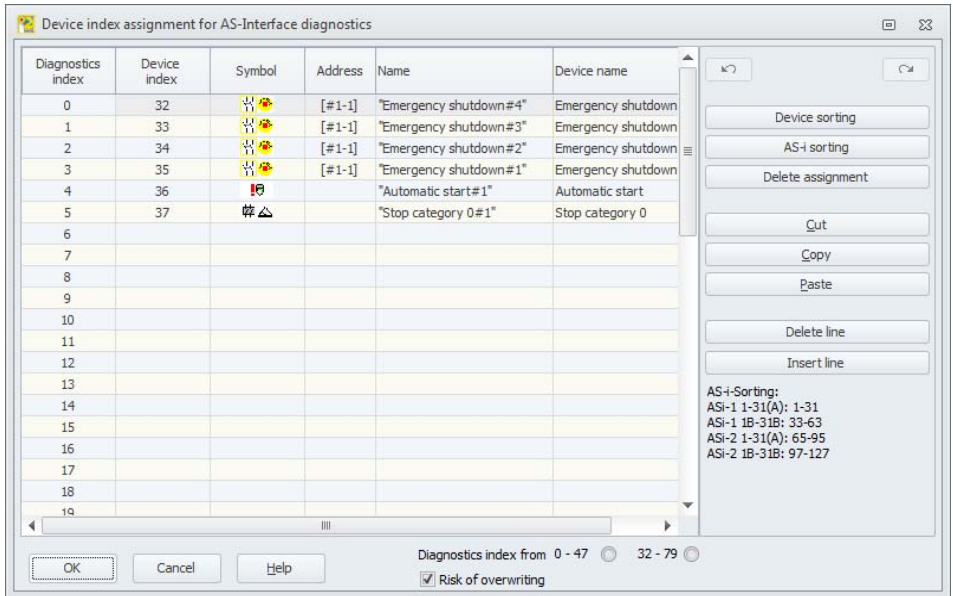 Device index assignment for AS-Interface diagnostics
Diagnostics index Device index Symbol Address Name Device name
0 32 [#1-1] "Emergency shutdown#4" Emergency shutdown
1 33 [#1-1] "Emergency shutdown#3" Emergency shutdown
2 34 [#1-1] "Emergency shutdown#2" Emergency shutdown
3 35 [#1-1] "Emergency shutdown#1" Emergency shutdown
4 36 "Automatic start#1" Automatic start
5 37 "Stop category 0#1" Stop category 0
6
7
8
9
10
11
12
13
14
15
16
17
18
19
Device sorting
AS-i sorting
Delete assignment
Cut
Copy
Paste
Delete line
Insert line
AS-i-Sorting:
ASi-1 1-31(A): 1-31
ASi-1 1B-31B: 33-63
ASi-2 1-31(A): 65-95
ASi-2 1B-31B: 97-127
Diagnostics index from 0 - 47 32 - 79
OK Cancel Help
Risk of overwriting